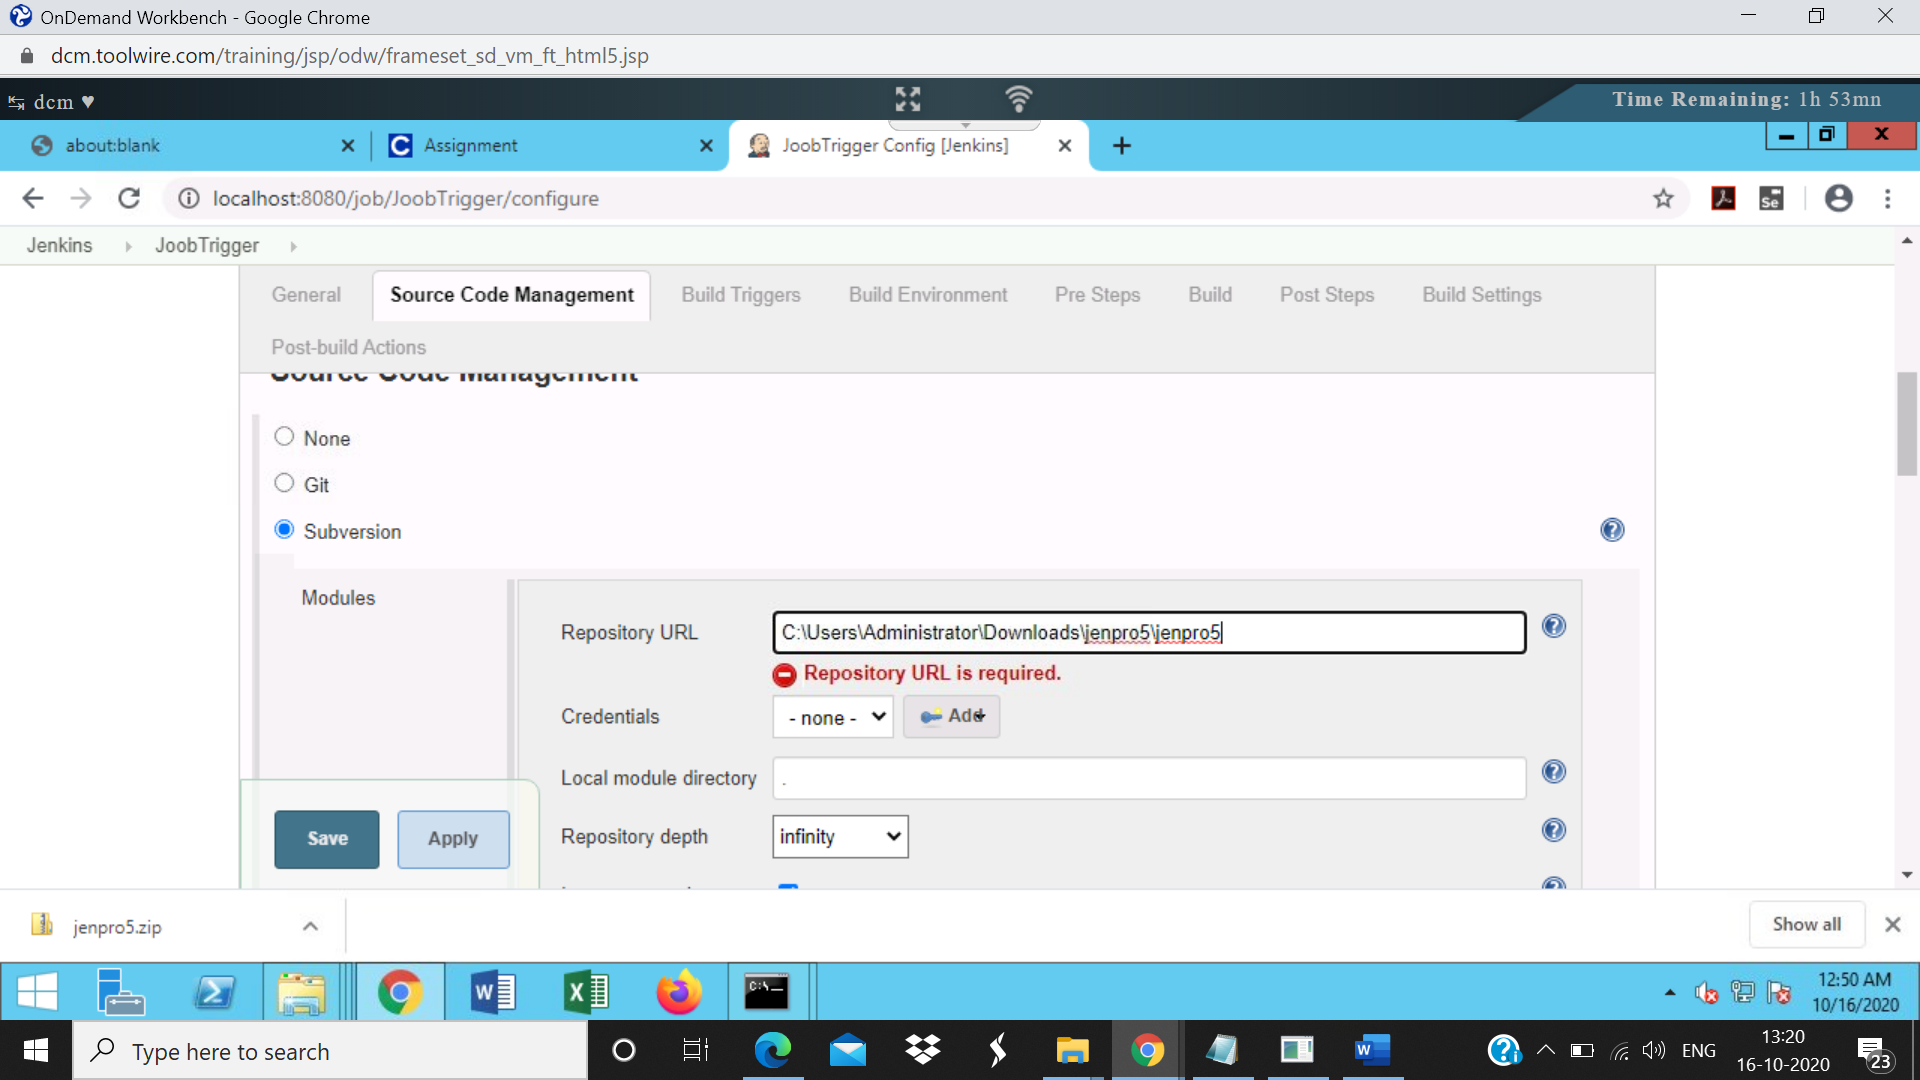 OnDemand Workbench - Google Chrome
dcm.toolwire.com/training/jsp/odw/frameset_sd_vm_ft_html5.jsp
dcm ♥
Time Remaining: 1h 53mn
about:blank
Assignment
JoobTrigger Config [Jenkins]
localhost:8080/job/JoobTrigger/configure
Jenkins
JoobTrigger
General
Source Code Management
Build Triggers
Build Environment
Pre Steps
Build
Post Steps
Build Settings
Post-build Actions
Source Code Management
None
Git
Subversion
Modules
Repository URL
C:\Users\Administrator\Downloads\jenpro5\jenpro5
Repository URL is required.
Credentials
- none -
Add
Local module directory
.
Repository depth
infinity
Save
Apply
jenpro5.zip
Show all
12:50 AM
10/16/2020
Type here to search
ENG
13:20
16-10-2020
23